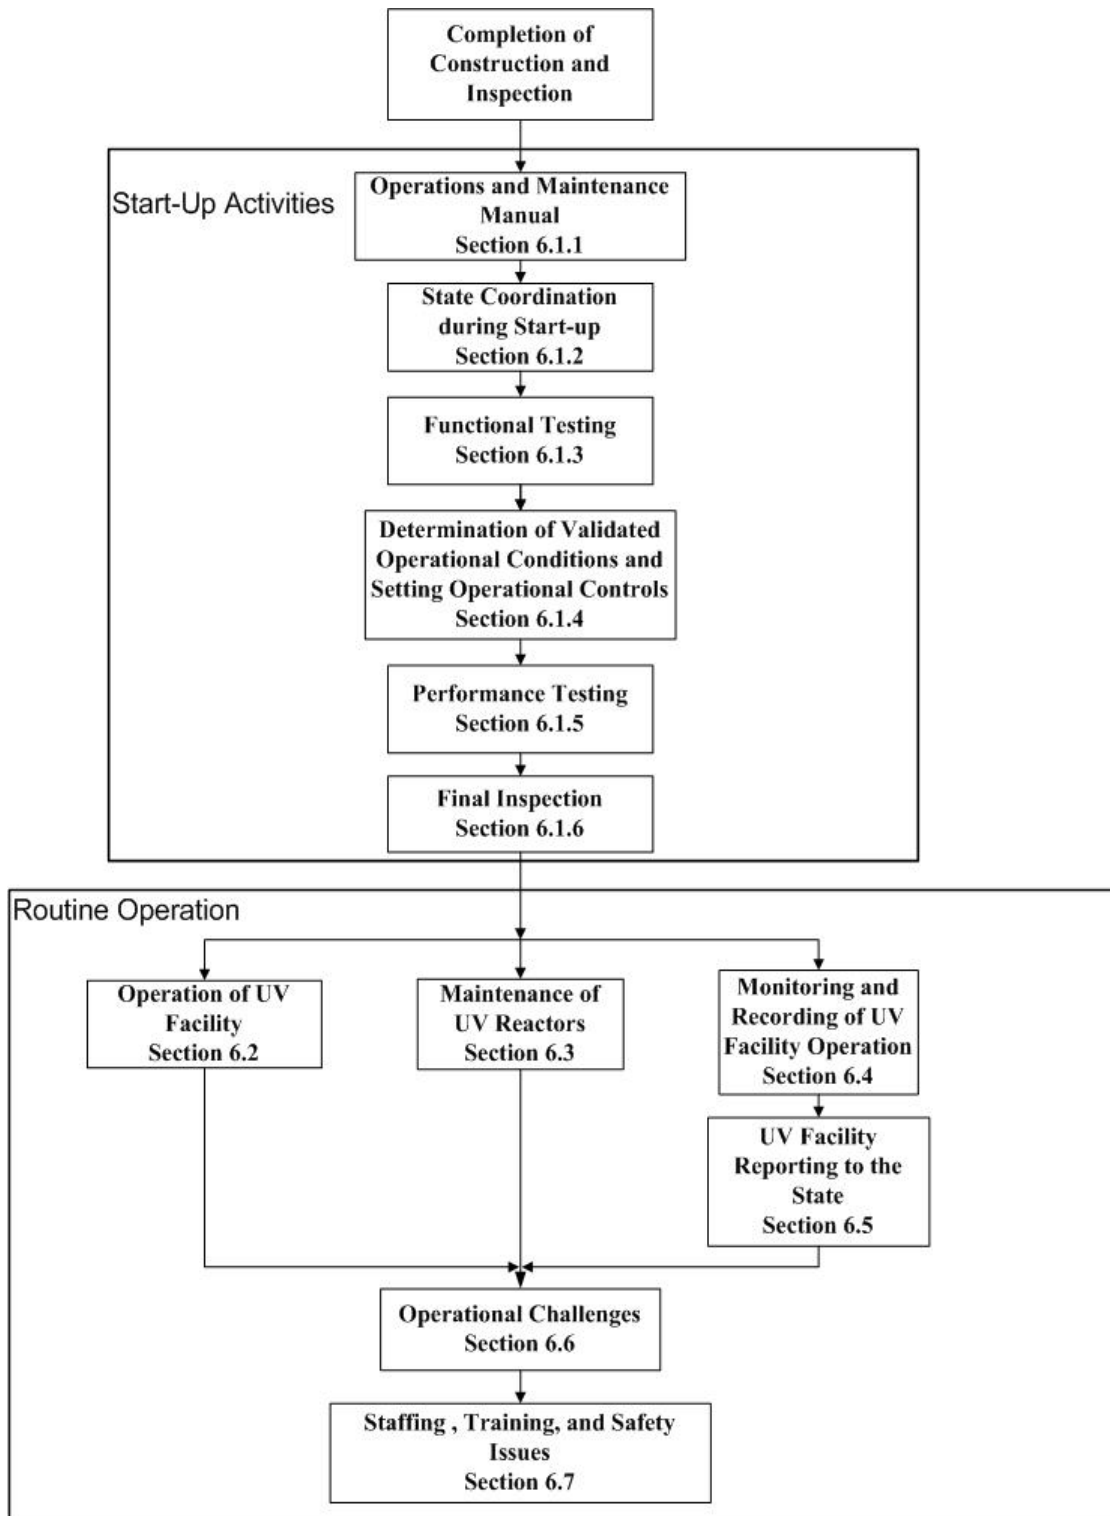 Completion of
Construction and
Inspection
Start-Up Activities
Operations and Maintenance
Manual
Section 6.1.1
State Coordination
during Start-up
Section 6.1.2
Functional Testing
Section 6.1.3
Determination of Validated
Operational Conditions and
Setting Operational Controls
Section 6.1.4
Performance Testing
Section 6.1.5
Final Inspection
Section 6.1.6
Routine Operation
Operation of UV
Facility
Section 6.2
Maintenance of
UV Reactors
Section 6.3
Monitoring and
Recording of UV
Facility Operation
Section 6.4
UV Facility
Reporting to the
State
Section 6.5
Operational Challenges
Section 6.6
Staffing , Training, and Safety
Issues
Section 6.7